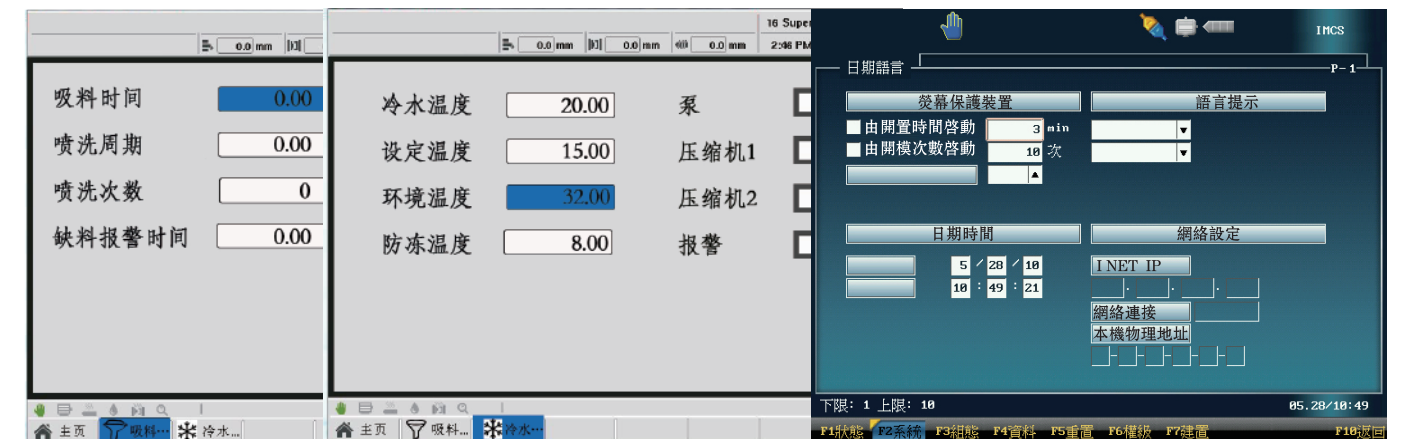 0.0 mm
吸料时间 0.00
喷洗周期 0.00
喷洗次数 0
缺料报警时间 0.00
主页 吸料… 冷水…
16 Super
0.0 mm 0.0 mm 0.0 mm 2:46 PM
冷水温度 20.00 泵
设定温度 15.00 压缩机1
环境温度 32.00 压缩机2
防冻温度 8.00 报警
主页 吸料… 冷水…
IMCS
日期語言 P-1
熒幕保護裝置 語言提示
由開置時間啓動 3 min
由開模次數啓動 10 次
日期時間 網絡設定
5 / 28 / 10 INET IP
10 : 49 : 21
網絡連接
本機物理地址
下限: 1 上限: 10 05.28/10:49
F1狀態 F2系統 F3組態 F4資料 F5重置 F6權級 F7建置 F10返回